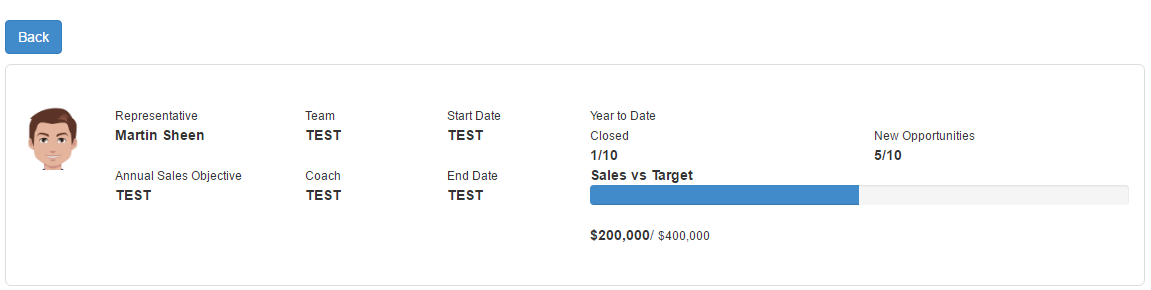 Back
Representative Team Start Date Year to Date
Martin Sheen TEST TEST Closed New Opportunities
1/10 5/10
Annual Sales Objective Coach End Date Sales vs Target
TEST TEST TEST
$200,000/ $400,000